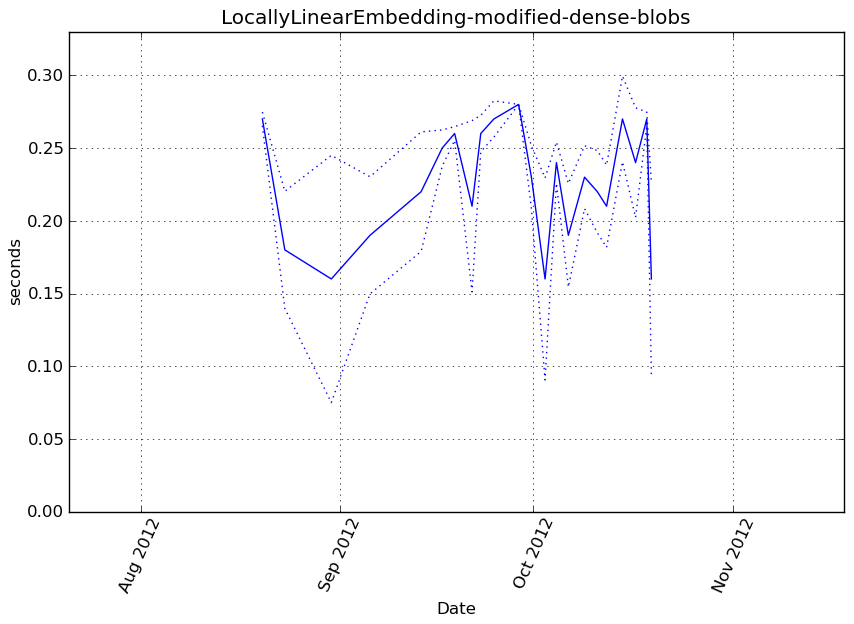 LocallyLinearEmbedding-modified-dense-blobs
0.30
0.25
0.20
0.15
0.10
0.05
0.00
seconds
Aug 2012
Sep 2012
Oct 2012
Nov 2012
Date